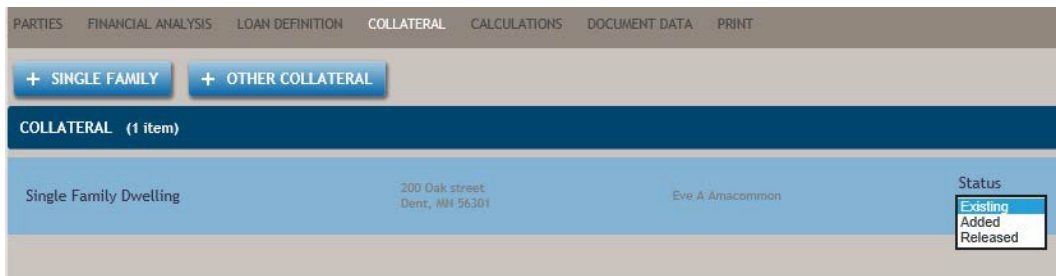 PARTIES FINANCIAL ANALYSIS LOAN DEFINITION COLLATERAL CALCULATIONS DOCUMENT DATA PRINT
+ SINGLE FAMILY + OTHER COLLATERAL
COLLATERAL (1 item)
Single Family Dwelling
200 Oak street
Dent, MN 56301
Eve A Amacommon
Status
Existing
Added
Released